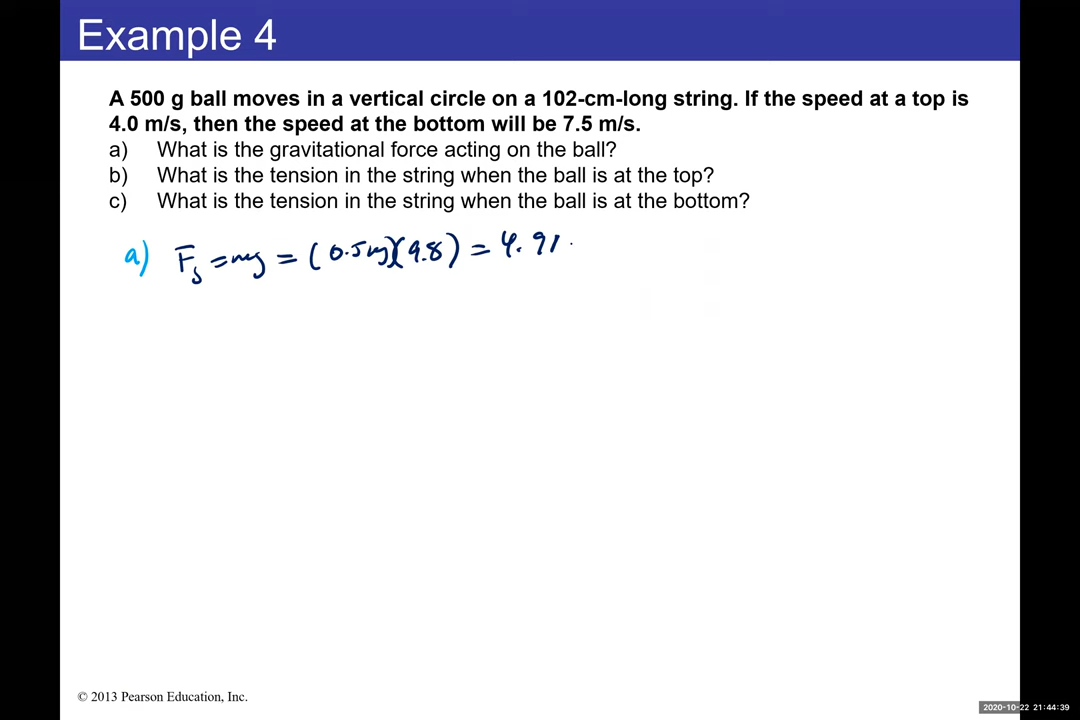 Example 4
A 500 g ball moves in a vertical circle on a 102-cm-long string. If the speed at a top is
4.0 m/s, then the speed at the bottom will be 7.5 m/s.
a) What is the gravitational force acting on the ball?
b) What is the tension in the string when the ball is at the top?
c) What is the tension in the string when the ball is at the bottom?
a) Fg = mg = (0.5kg)(9.8) = 4.91
© 2013 Pearson Education, Inc.
2020-10-22 21:44:39